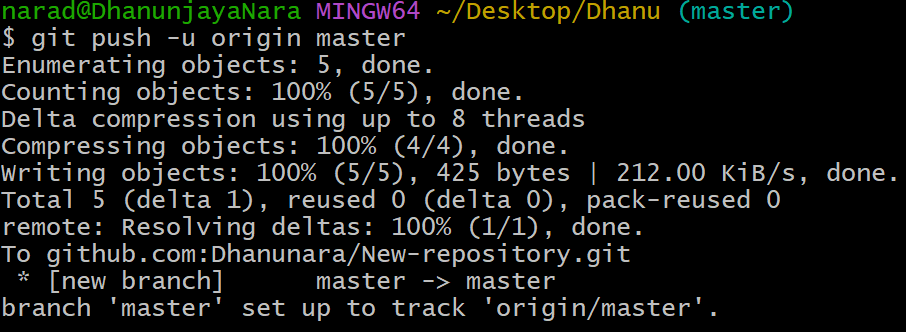 narad@DhanunjayaNara MINGW64 ~/Desktop/Dhanu (master)
$ git push -u origin master
Enumerating objects: 5, done.
Counting objects: 100% (5/5), done.
Delta compression using up to 8 threads
Compressing objects: 100% (4/4), done.
Writing objects: 100% (5/5), 425 bytes | 212.00 KiB/s, done.
Total 5 (delta 1), reused 0 (delta 0), pack-reused 0
remote: Resolving deltas: 100% (1/1), done.
To github.com:Dhanunara/New-repository.git
 * [new branch]      master -> master
branch 'master' set up to track 'origin/master'.